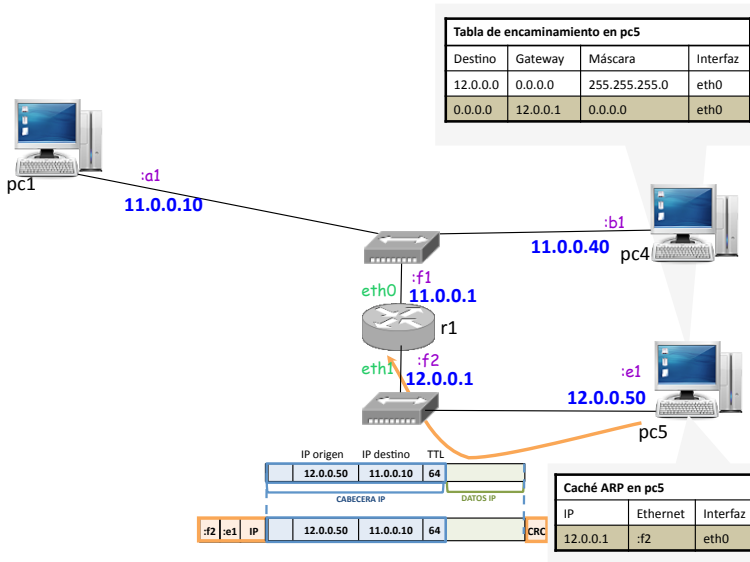 Tabla de encaminamiento en pc5
Destino Gateway Máscara Interfaz
12.0.0.0 0.0.0.0 255.255.255.0 eth0
0.0.0.0 12.0.0.1 0.0.0.0 eth0
pc1
:a1
11.0.0.10
:b1
11.0.0.40
pc4
eth0
:f1
11.0.0.1
r1
eth1
:f2
12.0.0.1
:e1
12.0.0.50
pc5
IP origen IP destino TTL
12.0.0.50 11.0.0.10 64
CABECERA IP DATOS IP
:f2 :e1 IP 12.0.0.50 11.0.0.10 64 CRC
Caché ARP en pc5
IP Ethernet Interfaz
12.0.0.1 :f2 eth0